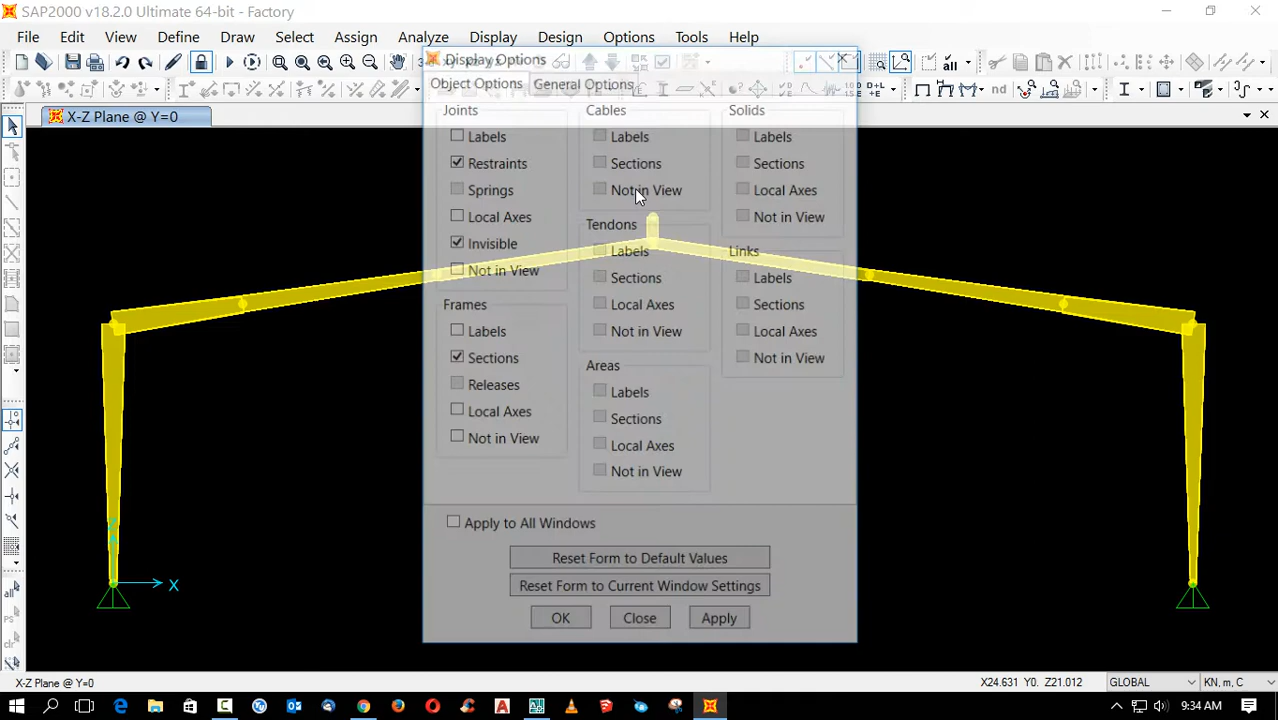 SAP2000 v18.2.0 Ultimate 64-bit - Factory
File Edit View Define Draw Select Assign Analyze Display Design Options Tools Help
all
nd
X-Z Plane @ Y=0
Display Options
Object Options General Options
Joints
Labels
Restraints
Springs
Local Axes
Invisible
Not in View
Frames
Labels
Sections
Releases
Local Axes
Not in View
Cables
Labels
Sections
Not in View
Tendons
Labels
Sections
Local Axes
Not in View
Areas
Labels
Sections
Local Axes
Not in View
Solids
Labels
Sections
Local Axes
Not in View
Links
Labels
Sections
Local Axes
Not in View
Apply to All Windows
Reset Form to Default Values
Reset Form to Current Window Settings
OK Close Apply
X
all
PS
clr
X-Z Plane @ Y=0
X24.631 Y0. Z21.012
GLOBAL
KN, m, C
9:34 AM